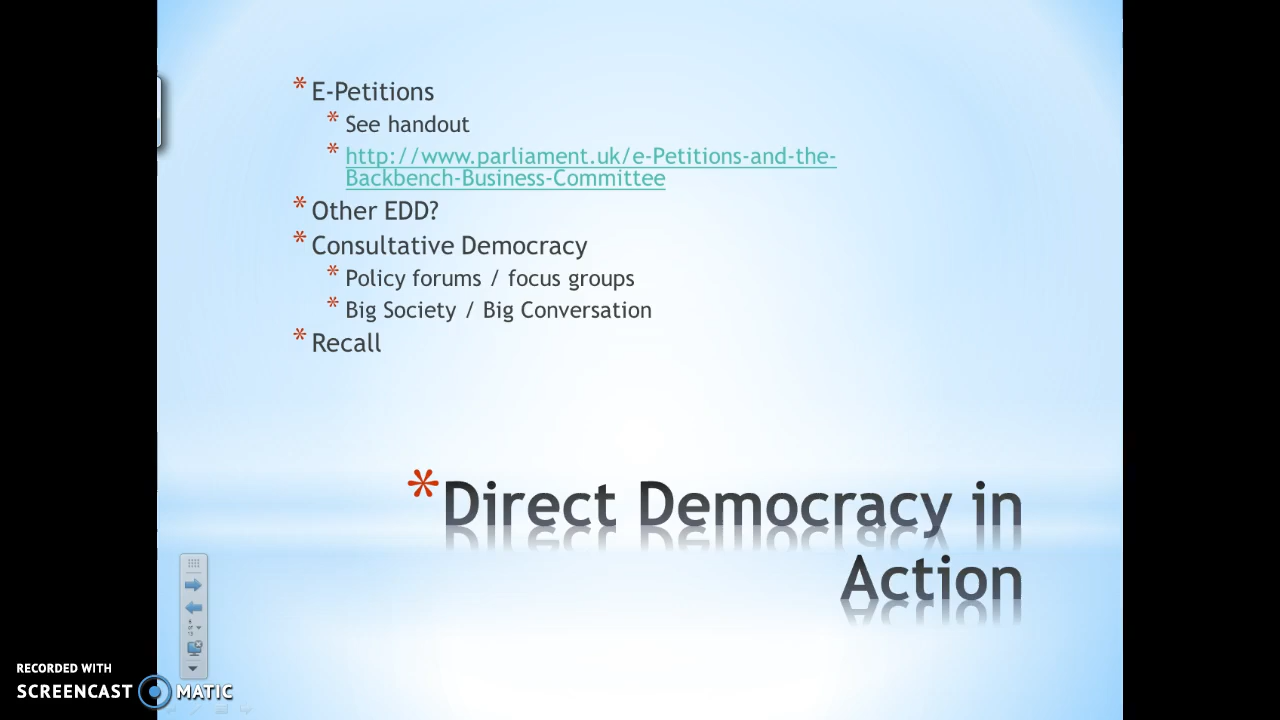 * E-Petitions
* See handout
* http://www.parliament.uk/e-Petitions-and-the-
Backbench-Business-Committee
* Other EDD?
* Consultative Democracy
* Policy forums / focus groups
* Big Society / Big Conversation
* Recall
*Direct Democracy in
Action
RECORDED WITH
SCREENCAST MATIC